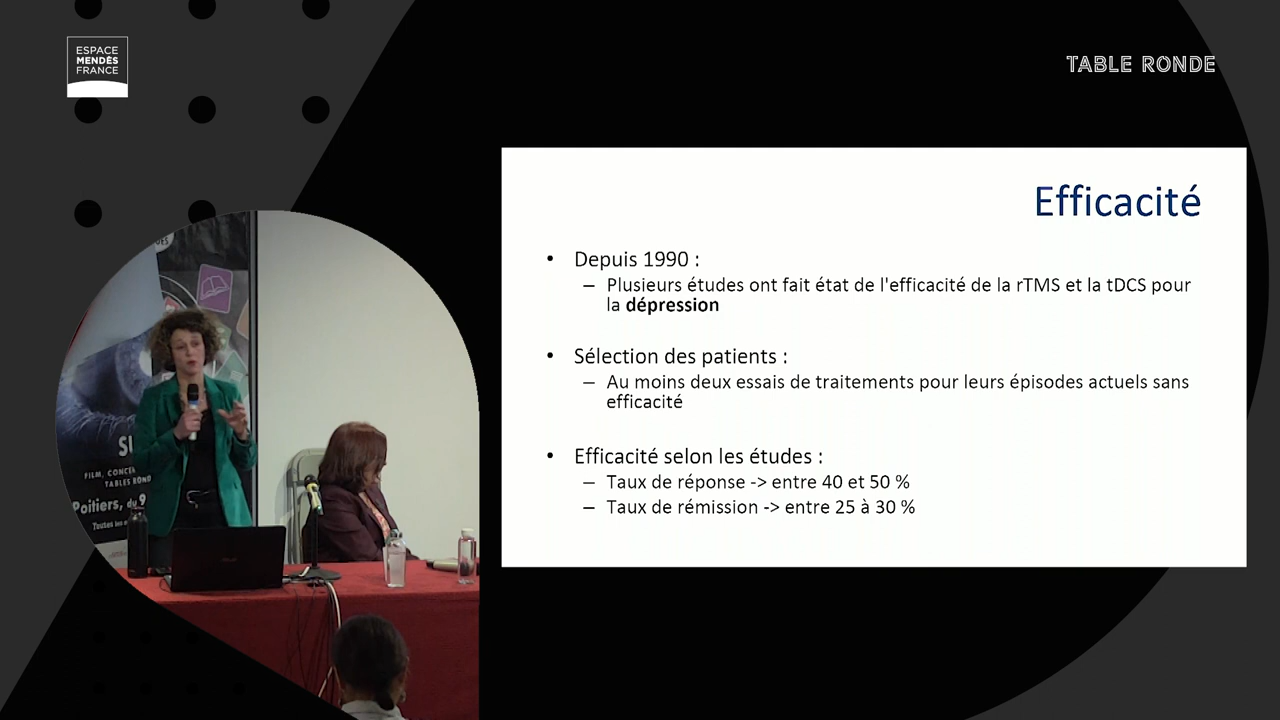 ESPACE
MENDÈS
FRANCE
TABLE RONDE
Efficacité
• Depuis 1990 :
– Plusieurs études ont fait état de l'efficacité de la rTMS et la tDCS pour
la dépression
• Sélection des patients :
– Au moins deux essais de traitements pour leurs épisodes actuels sans
efficacité
• Efficacité selon les études :
– Taux de réponse -> entre 40 et 50 %
– Taux de rémission -> entre 25 à 30 %
FILM,
TABLES
Poitiers, du 9
Toutes